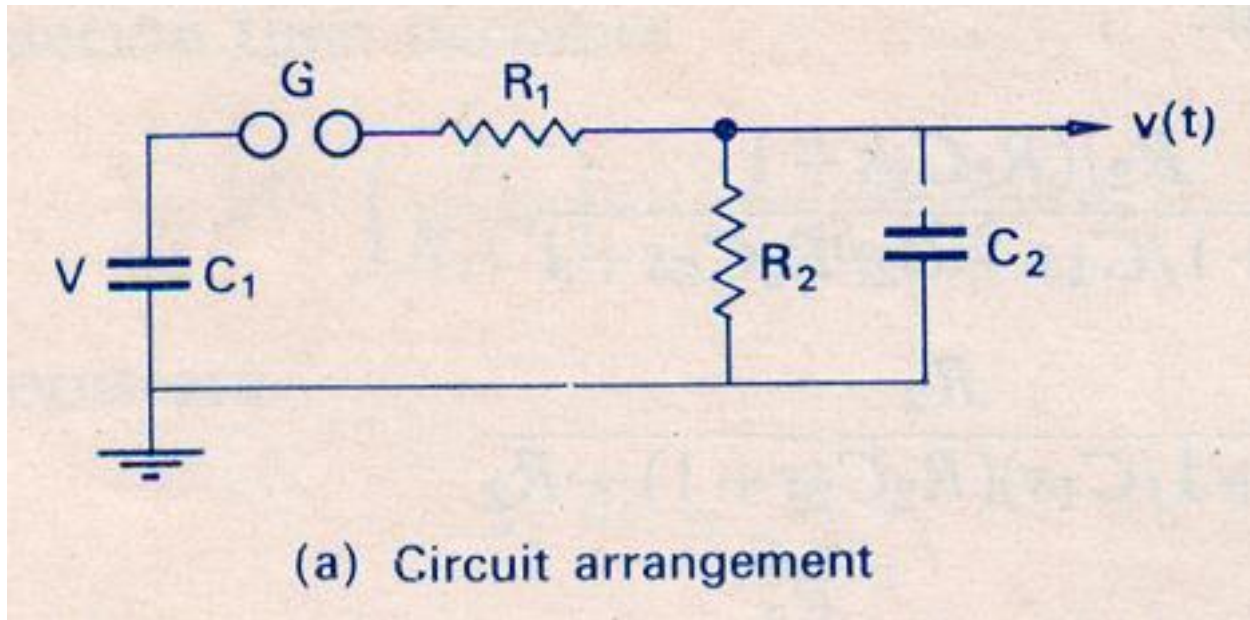 G
R₁
v(t)
V
C₁
R₂
C₂
(a) Circuit arrangement